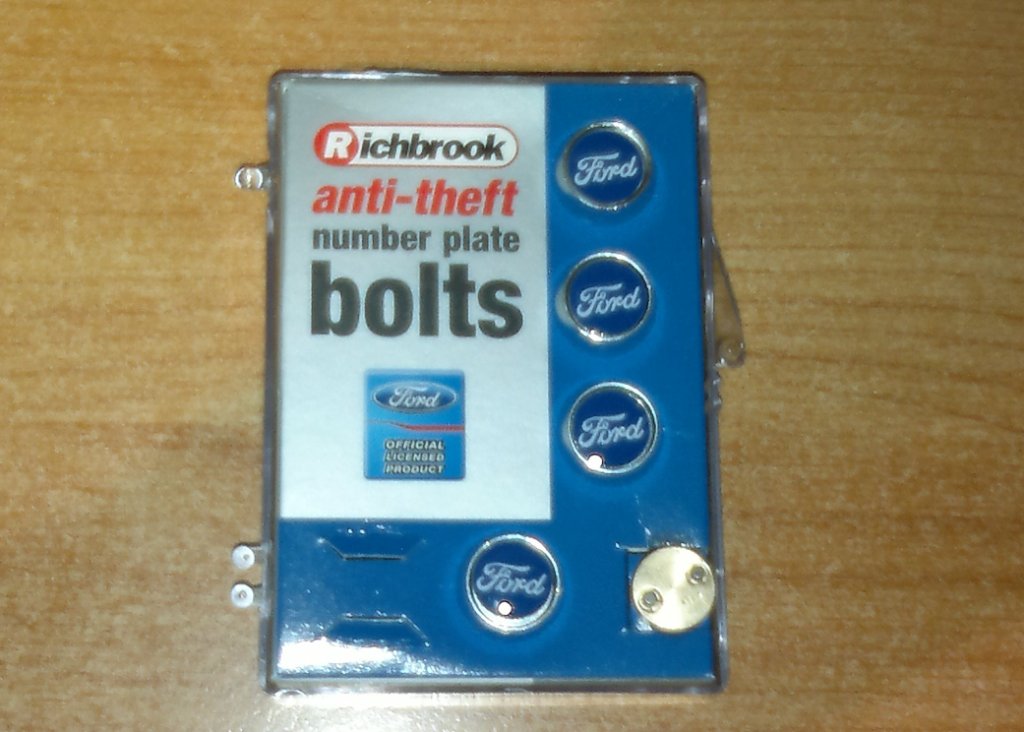 Richbrook
anti-theft
number plate
bolts
Ford
OFFICIAL
LICENSED
PRODUCT
Ford
Ford
Ford
Ford